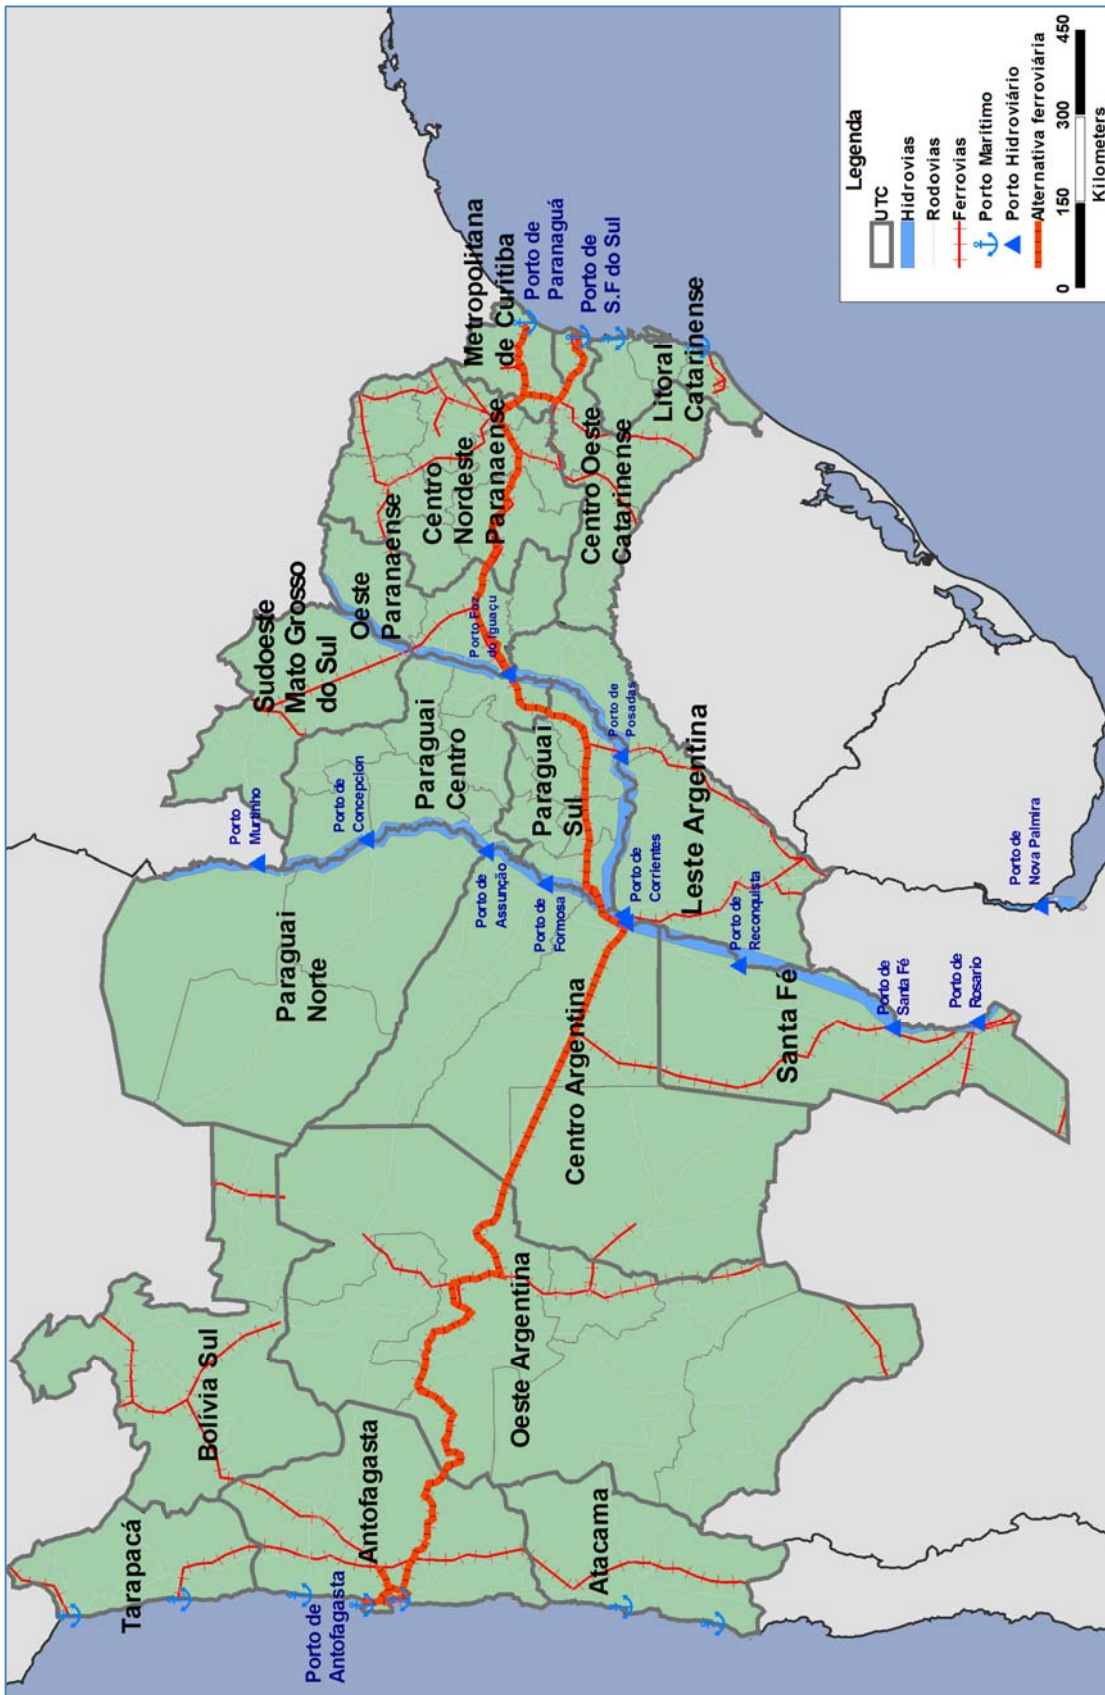 Metropolitana
de Curitiba
Porto de
Paranaguá
Porto de
S.F do Sul
Litoral
Catarinense
Centro Oeste
Catarinense
Centro
Nordeste
Paranaense
Oeste
Paranaense
Sudoeste
Mato Grosso
do Sul
Porto Foz
do Iguaçu
Porto de
Posadas
Paraguai
Centro
Paraguai
Sul
Leste Argentina
Porto
Murtinho
Porto de
Concepcion
Porto de
Assunção
Porto de
Formosa
Porto de
Corrientes
Porto de
Reconquista
Porto de
Santa Fé
Porto de
Rosario
Porto de
Nova Palmira
Paraguai
Norte
Centro Argentina
Santa Fé
Oeste Argentina
Bolívia Sul
Antofagasta
Tarapacá
Atacama
Porto de
Antofagasta
Legenda
UTC
Hidrovias
Rodovias
Ferrovias
Porto Marítimo
Porto Hidroviário
Alternativa ferroviária
0 150 300 450
Kilometers